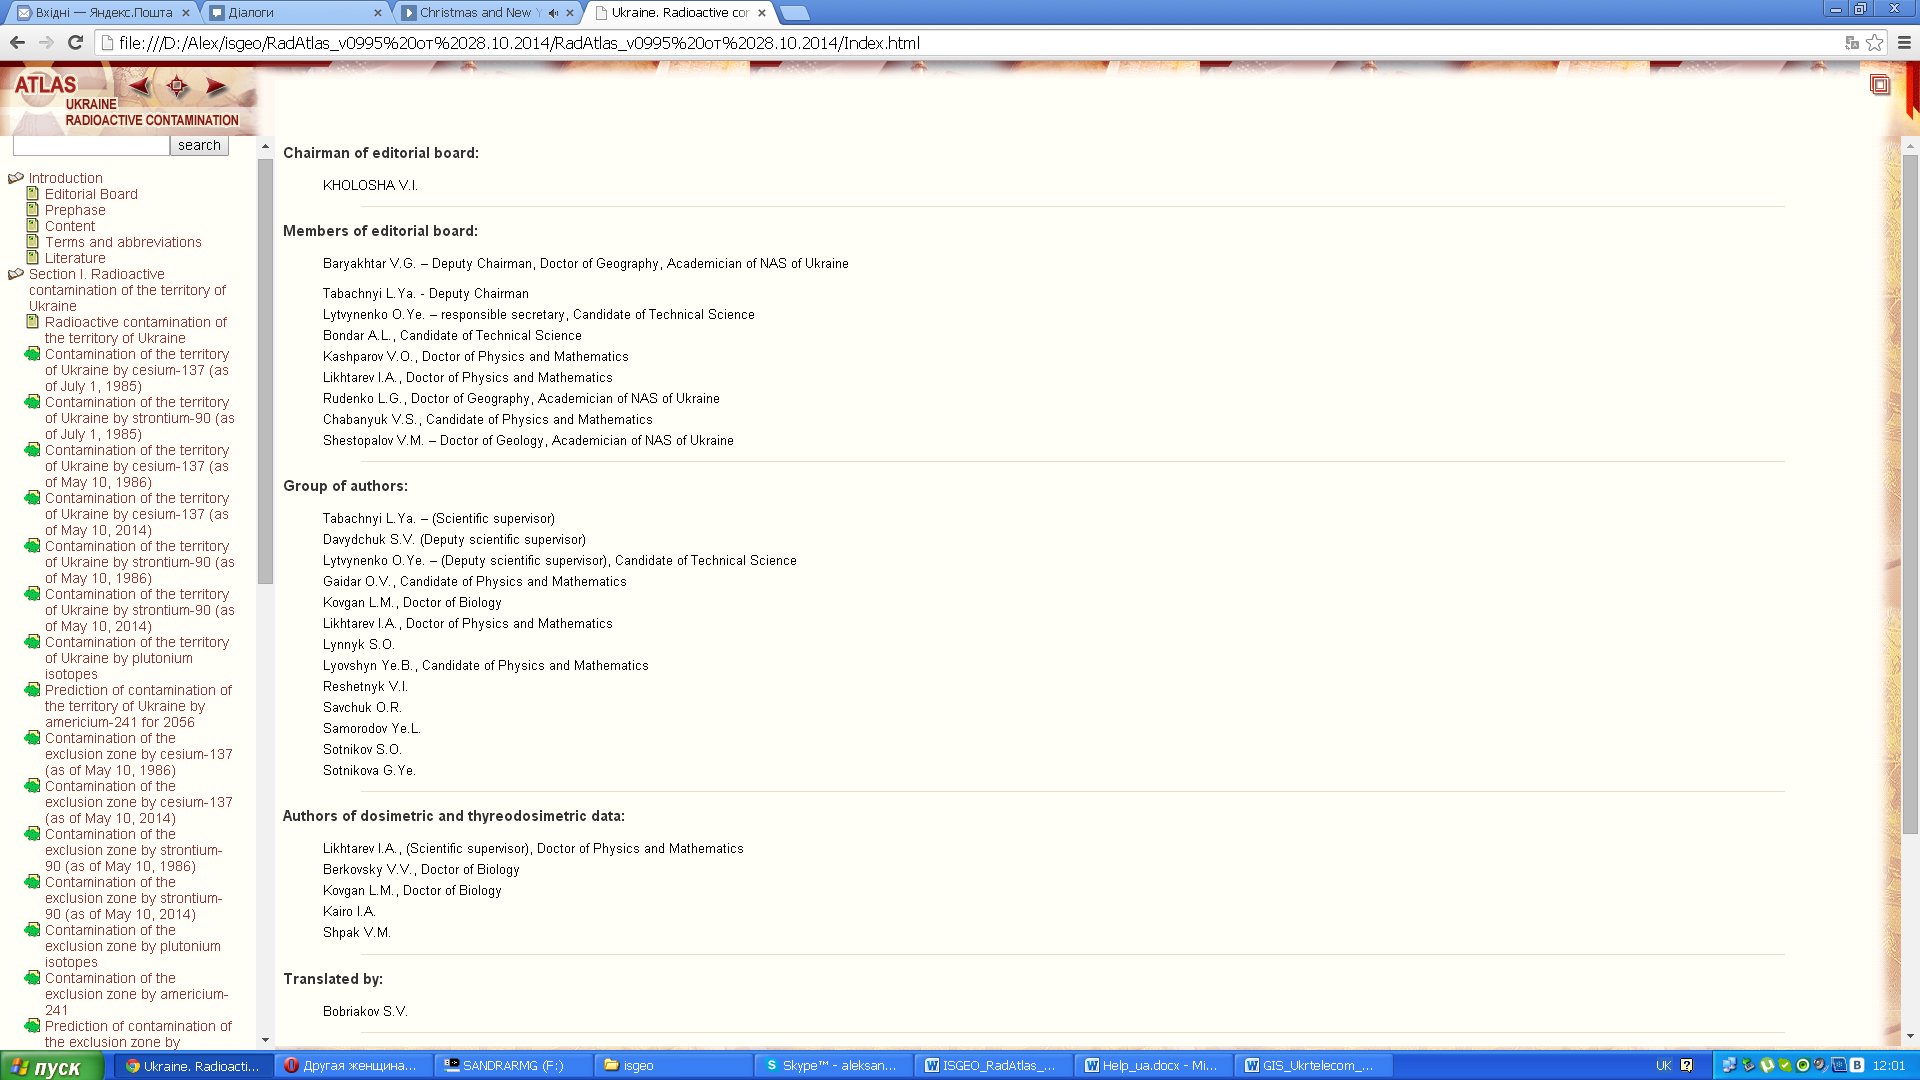 Вхідні — Яндекс.Пошта
Діалоги
Christmas and New Y
Ukraine. Radioactive cor
file:///D:/Alex/isgeo/RadAtlas_v0995%20от%2028.10.2014/RadAtlas_v0995%20от%2028.10.2014/Index.html
ATLAS
UKRAINE
RADIOACTIVE CONTAMINATION
search
Introduction
Editorial Board
Prephase
Content
Terms and abbreviations
Literature
Section I. Radioactive
contamination of the territory of
Ukraine
Radioactive contamination of
the territory of Ukraine
Contamination of the territory
of Ukraine by cesium-137 (as
of July 1, 1985)
Contamination of the territory
of Ukraine by strontium-90 (as
of July 1, 1985)
Contamination of the territory
of Ukraine by cesium-137 (as
of May 10, 1986)
Contamination of the territory
of Ukraine by cesium-137 (as
of May 10, 2014)
Contamination of the territory
of Ukraine by strontium-90 (as
of May 10, 1986)
Contamination of the territory
of Ukraine by strontium-90 (as
of May 10, 2014)
Contamination of the territory
of Ukraine by plutonium
isotopes
Prediction of contamination of
the territory of Ukraine by
americium-241 for 2056
Contamination of the
exclusion zone by cesium-137
(as of May 10, 1986)
Contamination of the
exclusion zone by cesium-137
(as of May 10, 2014)
Contamination of the
exclusion zone by strontium-
90 (as of May 10, 1986)
Contamination of the
exclusion zone by strontium-
90 (as of May 10, 2014)
Contamination of the
exclusion zone by plutonium
isotopes
Contamination of the
exclusion zone by americium-
241
Prediction of contamination of
the exclusion zone by
Chairman of editorial board:
KHOLOSHA V.I.
Members of editorial board:
Baryakhtar V.G. – Deputy Chairman, Doctor of Geography, Academician of NAS of Ukraine
Tabachnyi L.Ya. - Deputy Chairman
Lytvynenko O.Ye. – responsible secretary, Candidate of Technical Science
Bondar A.L., Candidate of Technical Science
Kashparov V.O., Doctor of Physics and Mathematics
Likhtarev I.A., Doctor of Physics and Mathematics
Rudenko L.G., Doctor of Geography, Academician of NAS of Ukraine
Chabanyuk V.S., Candidate of Physics and Mathematics
Shestopalov V.M. – Doctor of Geology, Academician of NAS of Ukraine
Group of authors:
Tabachnyi L.Ya. – (Scientific supervisor)
Davydchuk S.V. (Deputy scientific supervisor)
Lytvynenko O.Ye. – (Deputy scientific supervisor), Candidate of Technical Science
Gaidar O.V., Candidate of Physics and Mathematics
Kovgan L.M., Doctor of Biology
Likhtarev I.A., Doctor of Physics and Mathematics
Lynnyk S.O.
Lyovshyn Ye.B., Candidate of Physics and Mathematics
Reshetnyk V.I.
Savchuk O.R.
Samorodov Ye.L.
Sotnikov S.O.
Sotnikova G.Ye.
Authors of dosimetric and thyreodosimetric data:
Likhtarev I.A., (Scientific supervisor), Doctor of Physics and Mathematics
Berkovsky V.V., Doctor of Biology
Kovgan L.M., Doctor of Biology
Kairo I.A.
Shpak V.M.
Translated by:
Bobriakov S.V.
пуск
Ukraine. Radioacti...
Другая женщина...
SANDRARMG (F:)
isgeo
Skype™ - aleksan...
ISGEO_RadAtlas_...
Help_ua.docx - Mi...
GIS_Ukrtelecom_...
UK
12:01